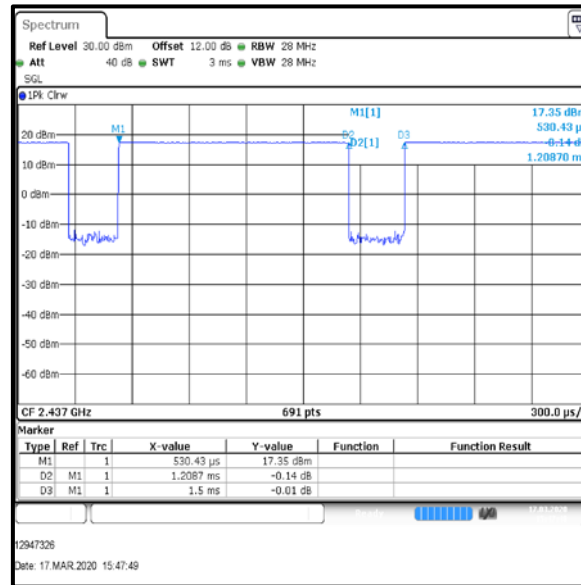 Spectrum
Ref Level 30.00 dBm Offset 12.00 dB RBW 28 MHz
Att 40 dB SWT 3 ms VBW 28 MHz
SGL
1Pk Clrw
M1[1] 17.35 dBm
530.43 µs
D2[1] -0.14 dB
1.20870 ms
M1
D2
D3
20 dBm
10 dBm
0 dBm
-10 dBm
-20 dBm
-30 dBm
-40 dBm
-50 dBm
-60 dBm
CF 2.437 GHz 691 pts 300.0 µs/
Marker
Type Ref Trc X-value Y-value Function Function Result
M1 1 530.43 µs 17.35 dBm
D2 M1 1 1.2087 ms -0.14 dB
D3 M1 1 1.5 ms -0.01 dB
12947326
Date: 17.MAR.2020 15:47:49